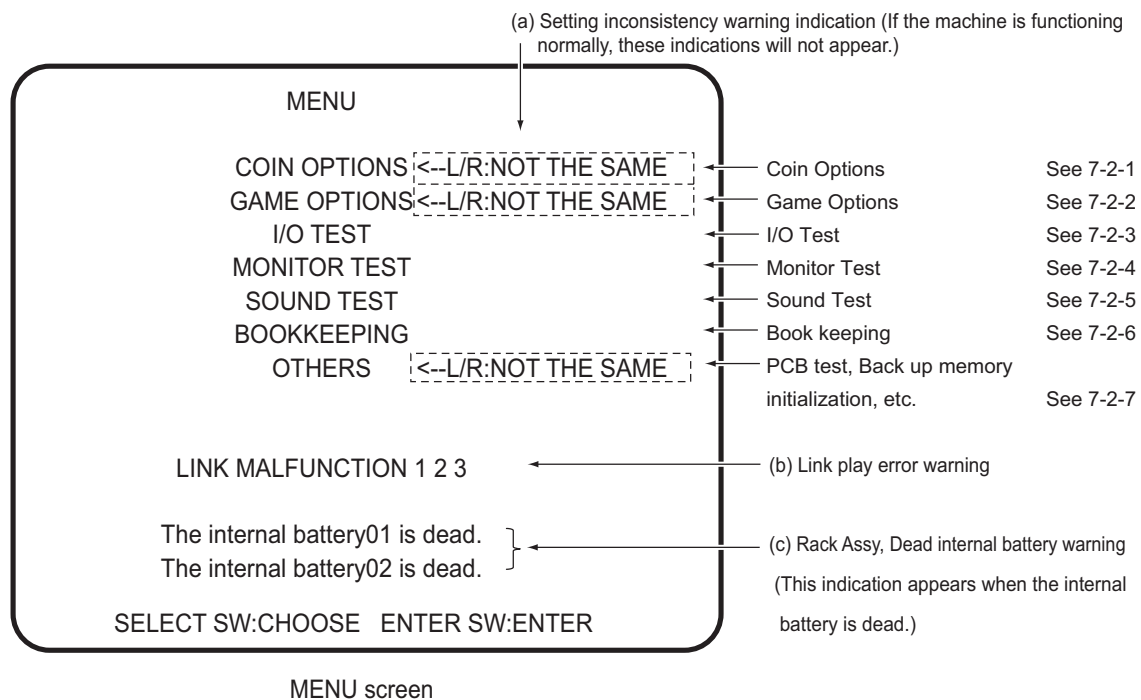 (a) Setting inconsistency warning indication (If the machine is functioning
normally, these indications will not appear.)
MENU
COIN OPTIONS <--L/R:NOT THE SAME Coin Options See 7-2-1
GAME OPTIONS <--L/R:NOT THE SAME Game Options See 7-2-2
I/O TEST I/O Test See 7-2-3
MONITOR TEST Monitor Test See 7-2-4
SOUND TEST Sound Test See 7-2-5
BOOKKEEPING Book keeping See 7-2-6
OTHERS <--L/R:NOT THE SAME PCB test, Back up memory
initialization, etc. See 7-2-7
LINK MALFUNCTION 1 2 3 (b) Link play error warning
The internal battery01 is dead.
The internal battery02 is dead.
(c) Rack Assy, Dead internal battery warning
(This indication appears when the internal
battery is dead.)
SELECT SW:CHOOSE ENTER SW:ENTER
MENU screen